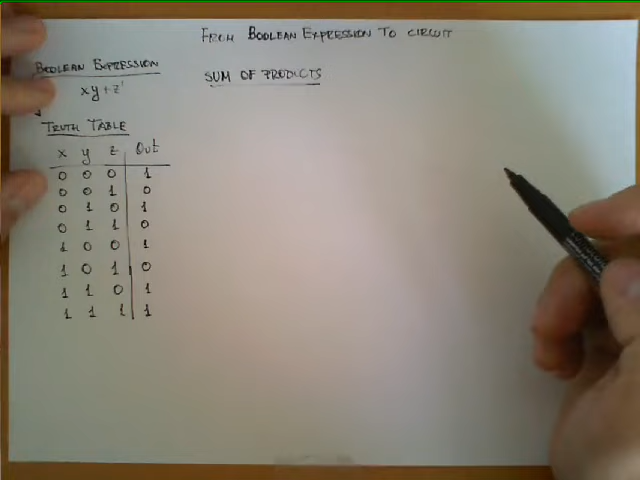 FROM BOOLEAN EXPRESSION TO CIRCUIT
BOOLEAN EXPRESSION
xy+z'
SUM OF PRODUCTS
TRUTH TABLE
x y z Out
0 0 0 1
0 0 1 0
0 1 0 1
0 1 1 0
1 0 0 1
1 0 1 0
1 1 0 1
1 1 1 1